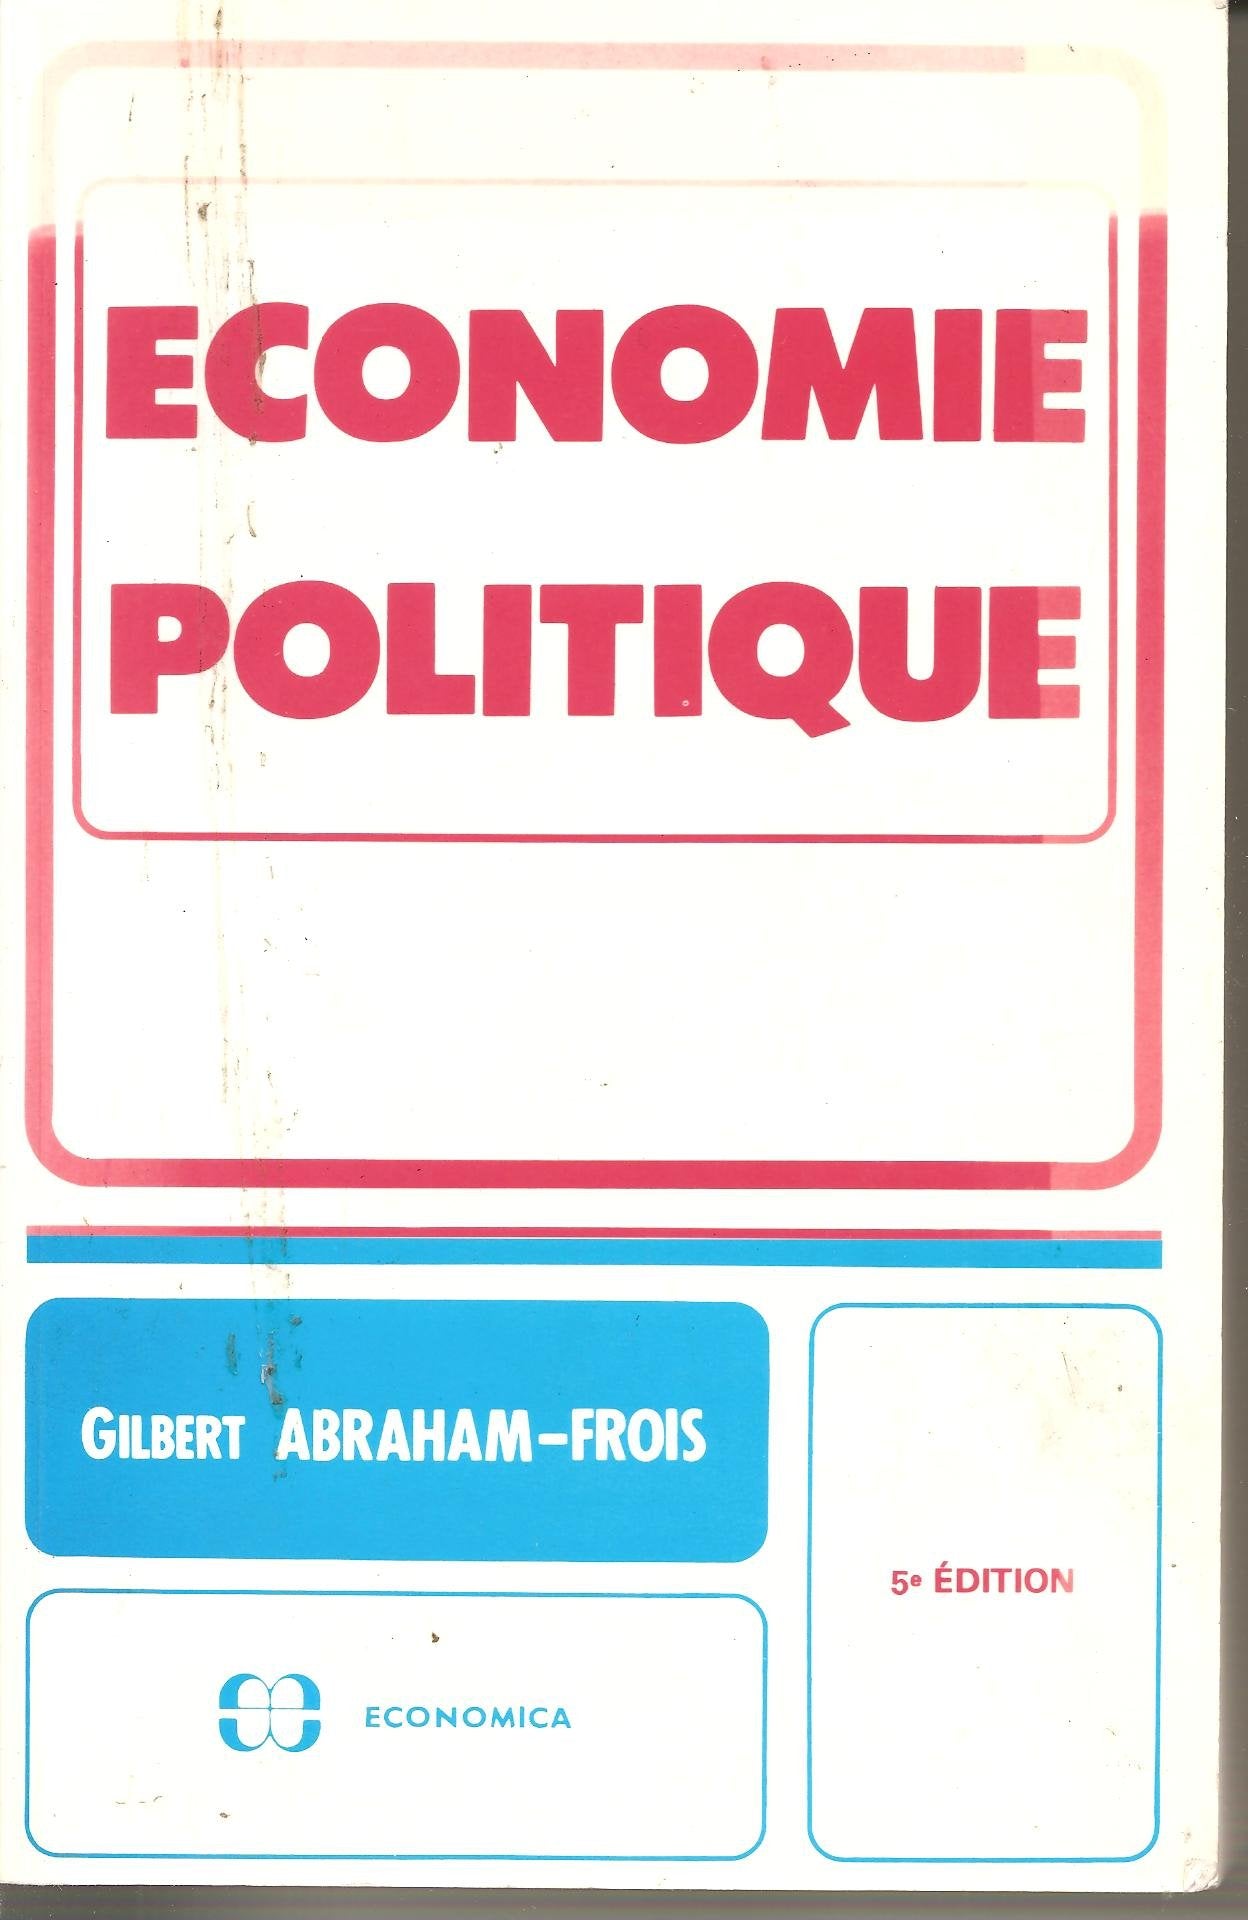 ECONOMIE
POLITIQUE
GILBERT ABRAHAM-FROIS
5e ÉDITION
ECONOMICA